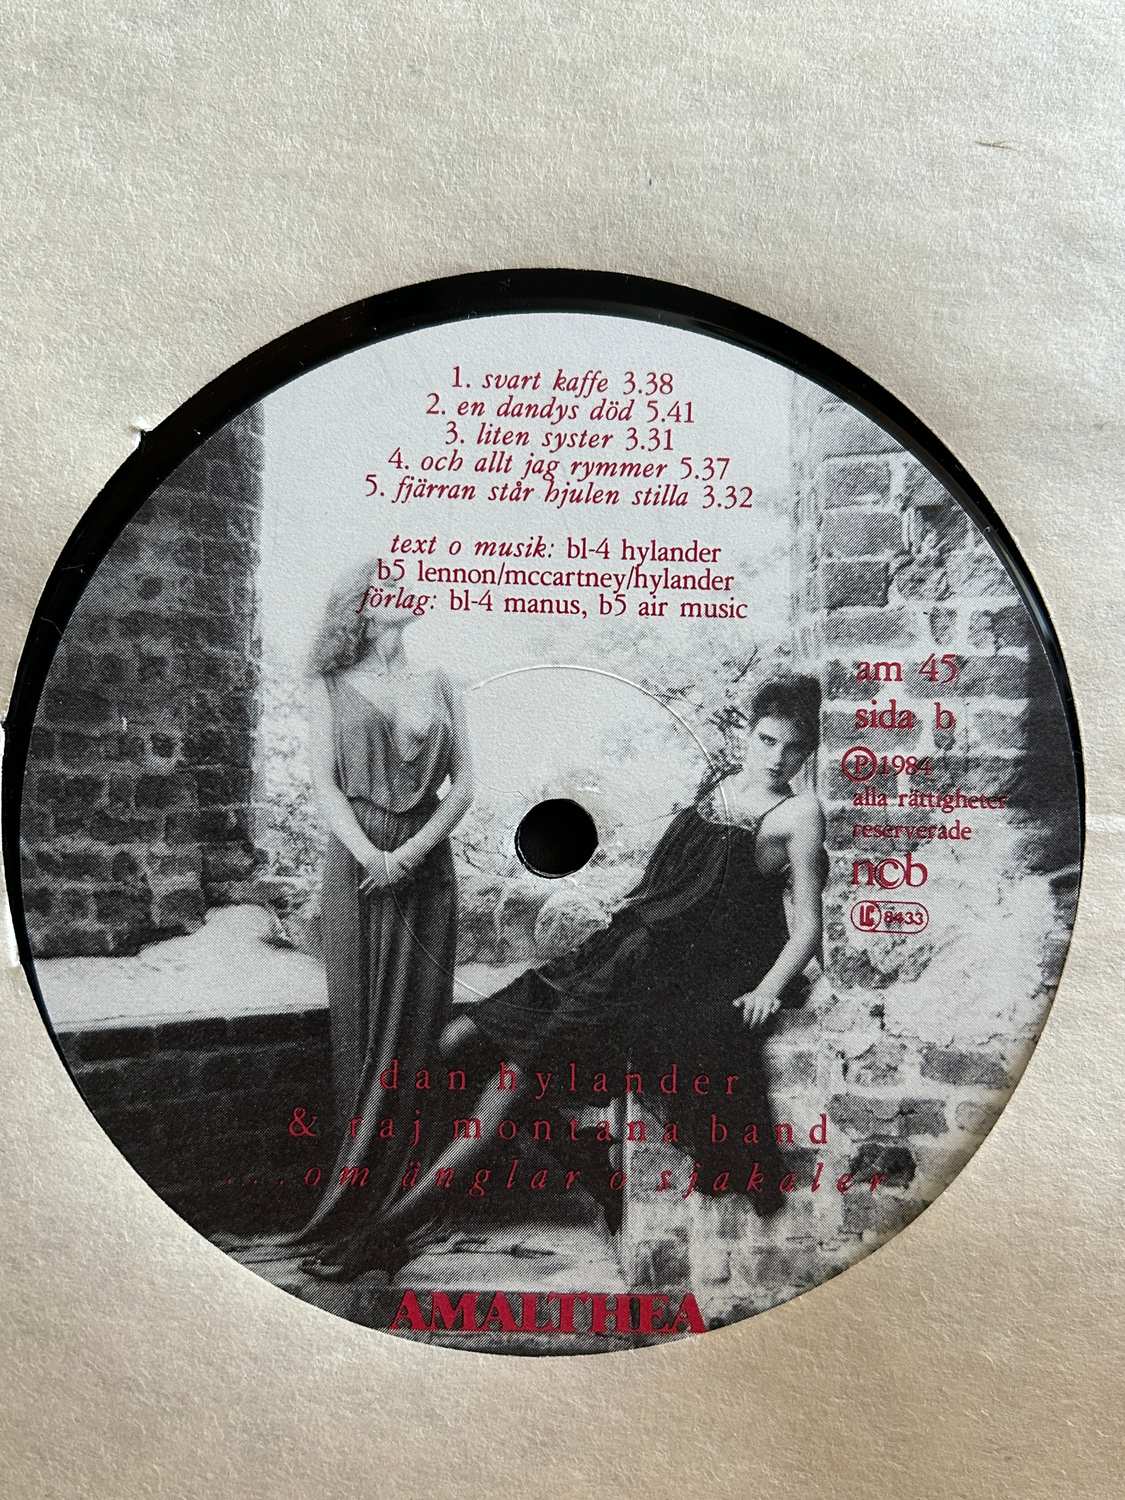 1. svart kaffe 3.38
2. en dandys död 5.41
3. liten syster 3.31
4. och allt jag rymmer 5.37
5. fjärran står hjulen stilla 3.32
text o musik: bl-4 hylander
b5 lennon/mccartney/hylander
förlag: bl-4 manus, b5 air music
am 45
sida b
Ⓟ 1984
alla rättigheter
reserverade
n©b
LC 8433
dan hylander
& raj montana band
....om änglar o sjakaler
AMALTHEA